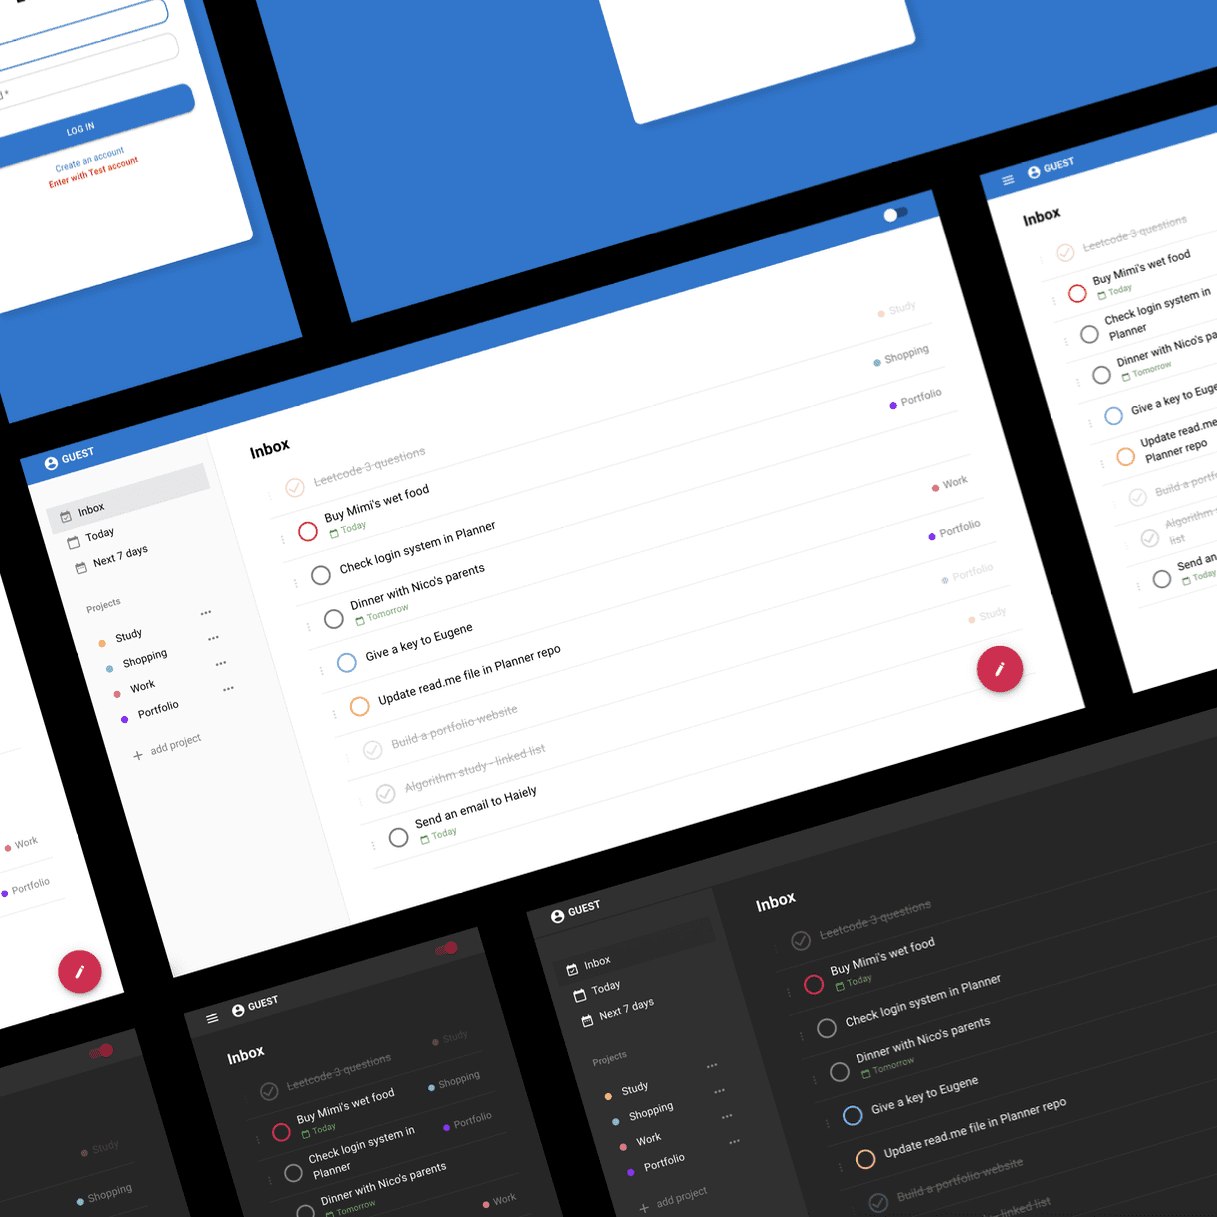 LOG IN
Create an account
Enter with Test account
GUEST
Inbox
Today
Next 7 days
Projects
Study
Shopping
Work
Portfolio
add project
Inbox
Leetcode 3 questions
Study
Buy Mimi's wet food
Today
Shopping
Check login system in Planner
Portfolio
Dinner with Nico's parents
Tomorrow
Give a key to Eugene
Work
Update read.me file in Planner repo
Portfolio
Build a portfolio website
Portfolio
Algorithm study - linked list
Study
Send an email to Haiely
Today
GUEST
Inbox
Leetcode 3 questions
Buy Mimi's wet food
Today
Check login system in
Planner
Dinner with Nico's
Tomorrow
Give a key to
Update read.me
Planner repo
Build a
Algorithm
list
Send an
Today
Work
Portfolio
Study
Shopping
GUEST
Inbox
Leetcode 3 questions
Study
Buy Mimi's wet food
Today
Shopping
Check login system in
Planner
Portfolio
Dinner with Nico's parents
Tomorrow
Work
GUEST
Inbox
Today
Next 7 days
Projects
Study
Shopping
Work
Portfolio
add project
Inbox
Leetcode 3 questions
Buy Mimi's wet food
Today
Check login system in Planner
Dinner with Nico's parents
Tomorrow
Give a key to Eugene
Update read.me file in Planner repo
Build a portfolio website
linked list